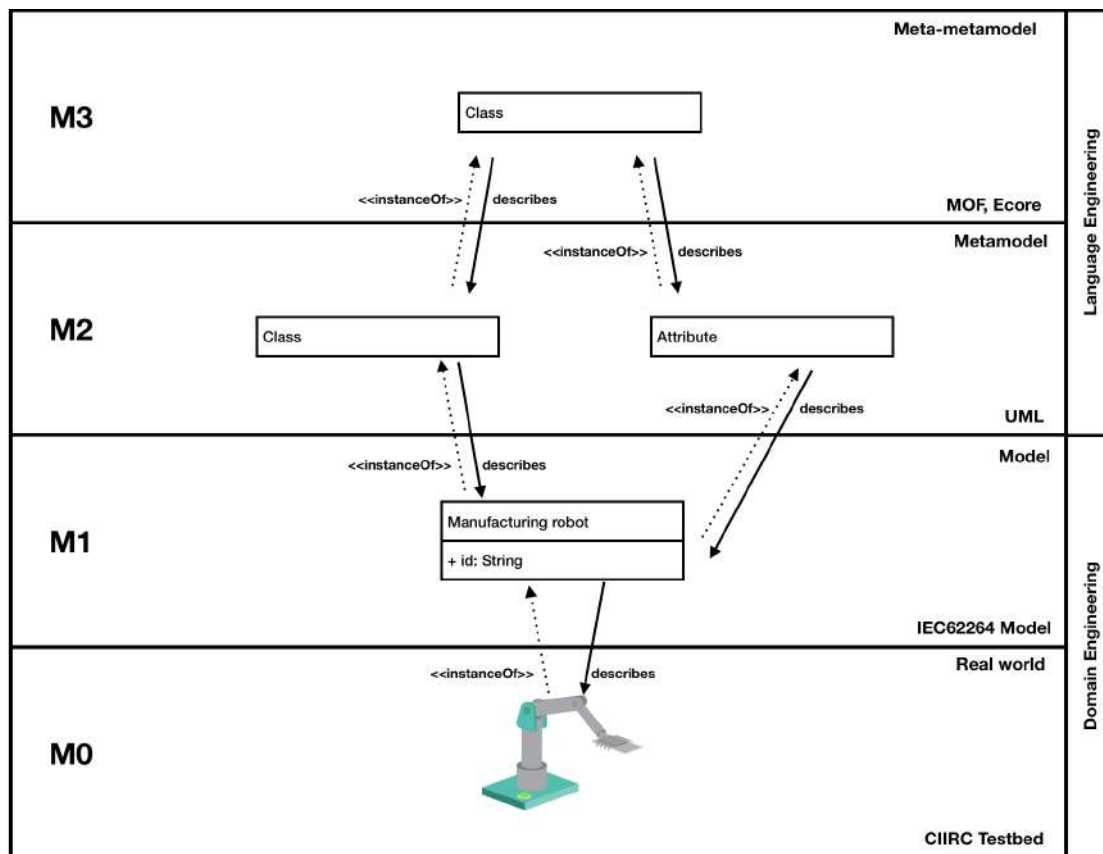 Meta-metamodel
M3
Class
<<instanceOf>>
describes
<<instanceOf>>
describes
MOF, Ecore
Language Engineering
Metamodel
M2
Class
Attribute
<<instanceOf>>
describes
<<instanceOf>>
describes
UML
Model
M1
Manufacturing robot
+ id: String
IEC62264 Model
Domain Engineering
Real world
<<instanceOf>>
describes
M0
CIIRC Testbed